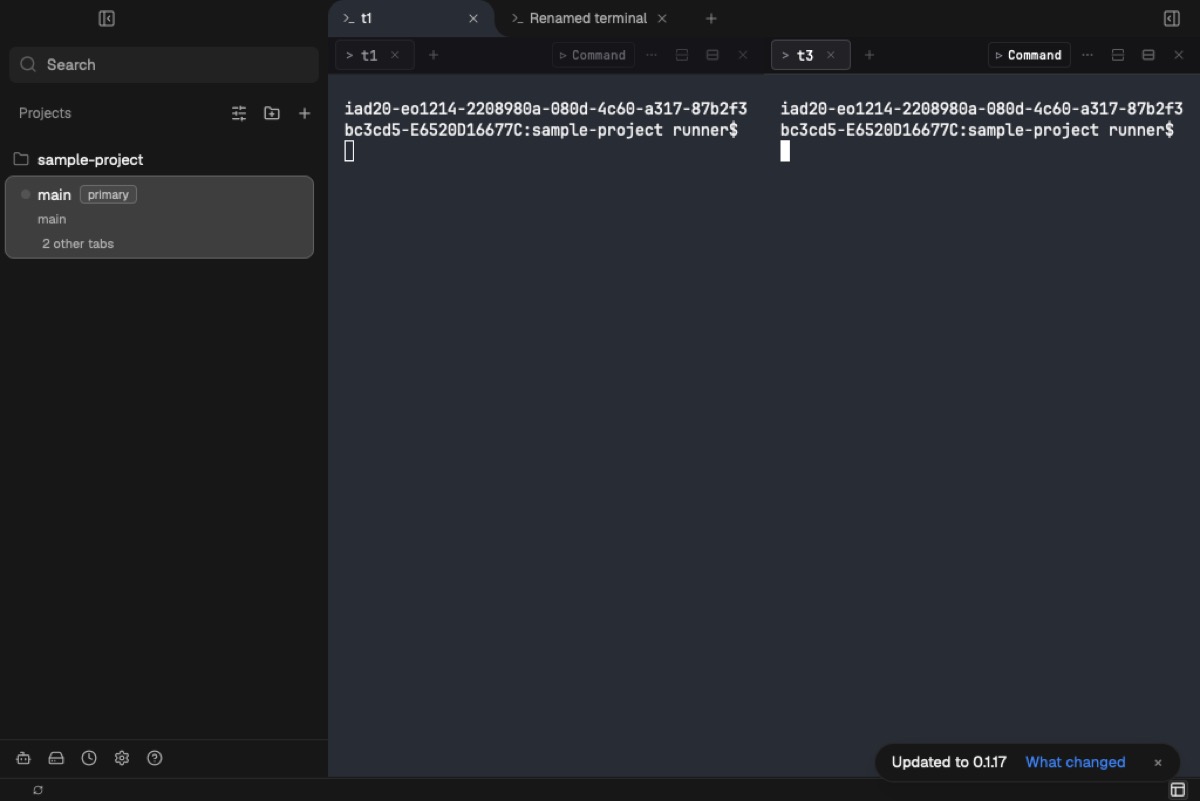 t1
Renamed terminal
Search
t1
Command
t3
Command
Projects
iad20-eo1214-2208980a-080d-4c60-a317-87b2f3
bc3cd5-E6520D16677C:sample-project runner$
iad20-eo1214-2208980a-080d-4c60-a317-87b2f3
bc3cd5-E6520D16677C:sample-project runner$
sample-project
main primary
main
2 other tabs
Updated to 0.1.17 What changed